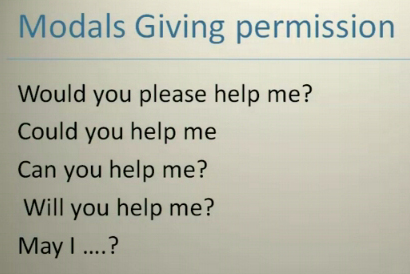 Modals Giving permission
Would you please help me?
Could you help me
Can you help me?
Will you help me?
May I ....?